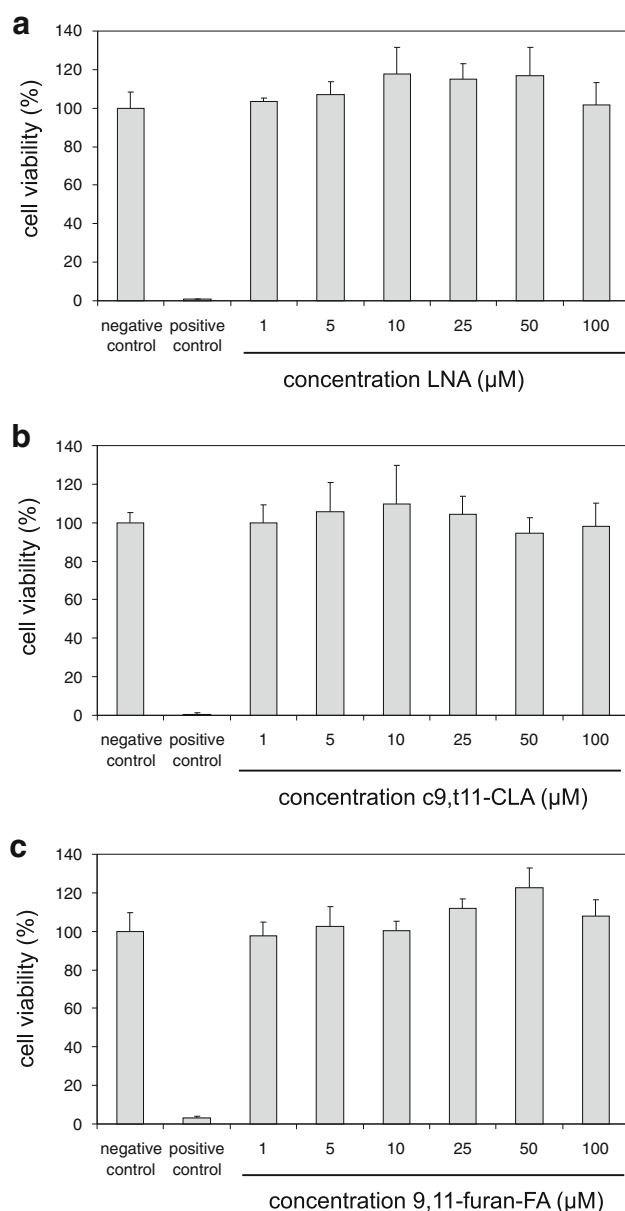 a
140
120
100
80
60
40
20
0
cell viability (%)
negative control
positive control
1 5 10 25 50 100
concentration LNA (µM)
b
140
120
100
80
60
40
20
0
cell viability (%)
negative control
positive control
1 5 10 25 50 100
concentration c9,t11-CLA (µM)
c
140
120
100
80
60
40
20
0
cell viability (%)
negative control
positive control
1 5 10 25 50 100
concentration 9,11-furan-FA (µM)